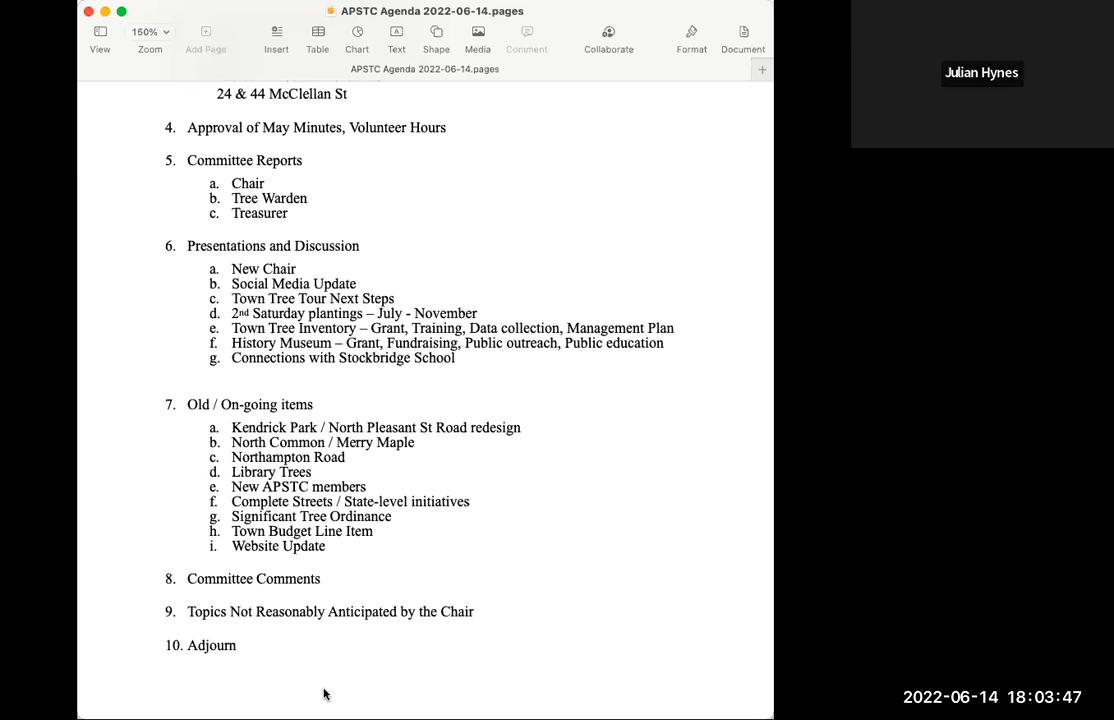 APSTC Agenda 2022-06-14.pages
150%
View
Zoom
Add Page
Insert
Table
Chart
Text
Shape
Media
Comment
Collaborate
Format
Document
APSTC Agenda 2022-06-14.pages
24 & 44 McClellan St
4. Approval of May Minutes, Volunteer Hours
5. Committee Reports
a. Chair
b. Tree Warden
c. Treasurer
6. Presentations and Discussion
a. New Chair
b. Social Media Update
c. Town Tree Tour Next Steps
d. 2nd Saturday plantings – July - November
e. Town Tree Inventory – Grant, Training, Data collection, Management Plan
f. History Museum – Grant, Fundraising, Public outreach, Public education
g. Connections with Stockbridge School
7. Old / On-going items
a. Kendrick Park / North Pleasant St Road redesign
b. North Common / Merry Maple
c. Northampton Road
d. Library Trees
e. New APSTC members
f. Complete Streets / State-level initiatives
g. Significant Tree Ordinance
h. Town Budget Line Item
i. Website Update
8. Committee Comments
9. Topics Not Reasonably Anticipated by the Chair
10. Adjourn
Julian Hynes
2022-06-14 18:03:47